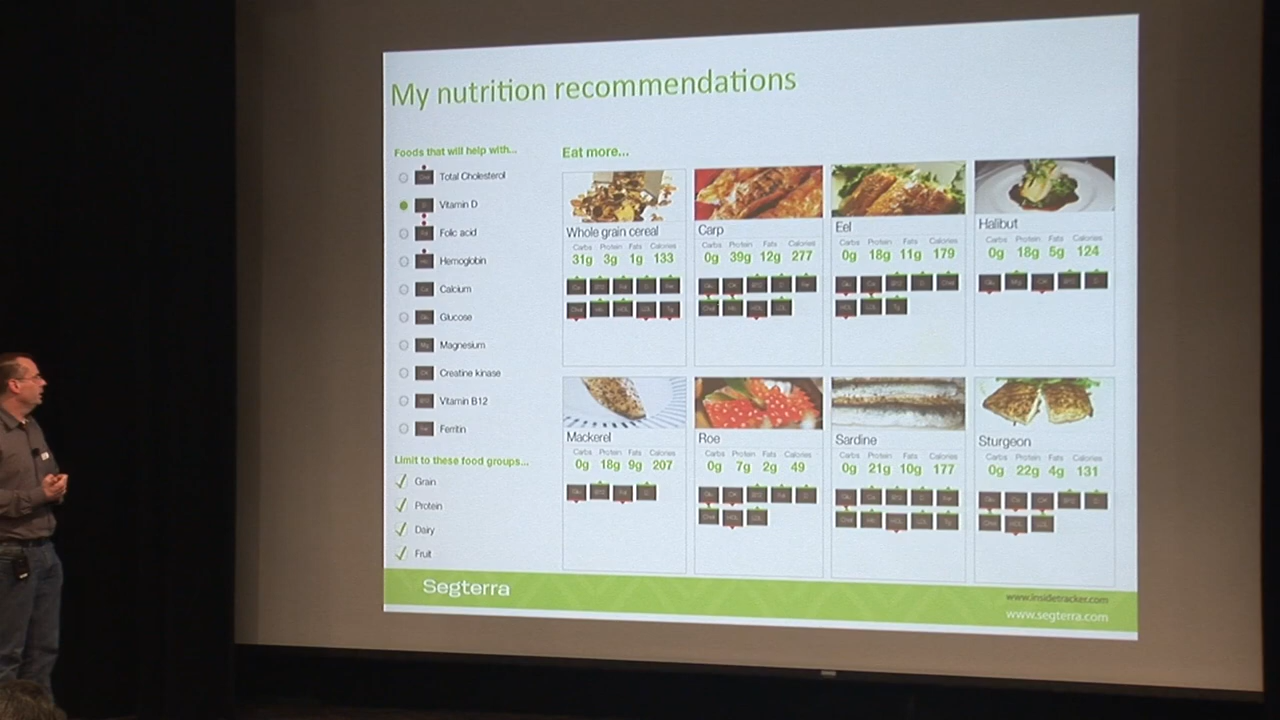 My nutrition recommendations
Foods that will help with...
Total Cholesterol
Vitamin D
Folic acid
Hemoglobin
Calcium
Glucose
Magnesium
Creatine kinase
Vitamin B12
Ferritin
Limit to these food groups...
Grain
Protein
Dairy
Fruit
Eat more...
Whole grain cereal
Carbs Protein Fats Calories
31g 3g 1g 133
Carp
Carbs Protein Fats Calories
0g 39g 12g 277
Eel
Carbs Protein Fats Calories
0g 18g 11g 179
Halibut
Carbs Protein Fats Calories
0g 18g 5g 124
Mackerel
Carbs Protein Fats Calories
0g 18g 9g 207
Roe
Carbs Protein Fats Calories
0g 7g 2g 49
Sardine
Carbs Protein Fats Calories
0g 21g 10g 177
Sturgeon
Carbs Protein Fats Calories
0g 22g 4g 131
Segterra
www.insidetracker.com
www.segterra.com